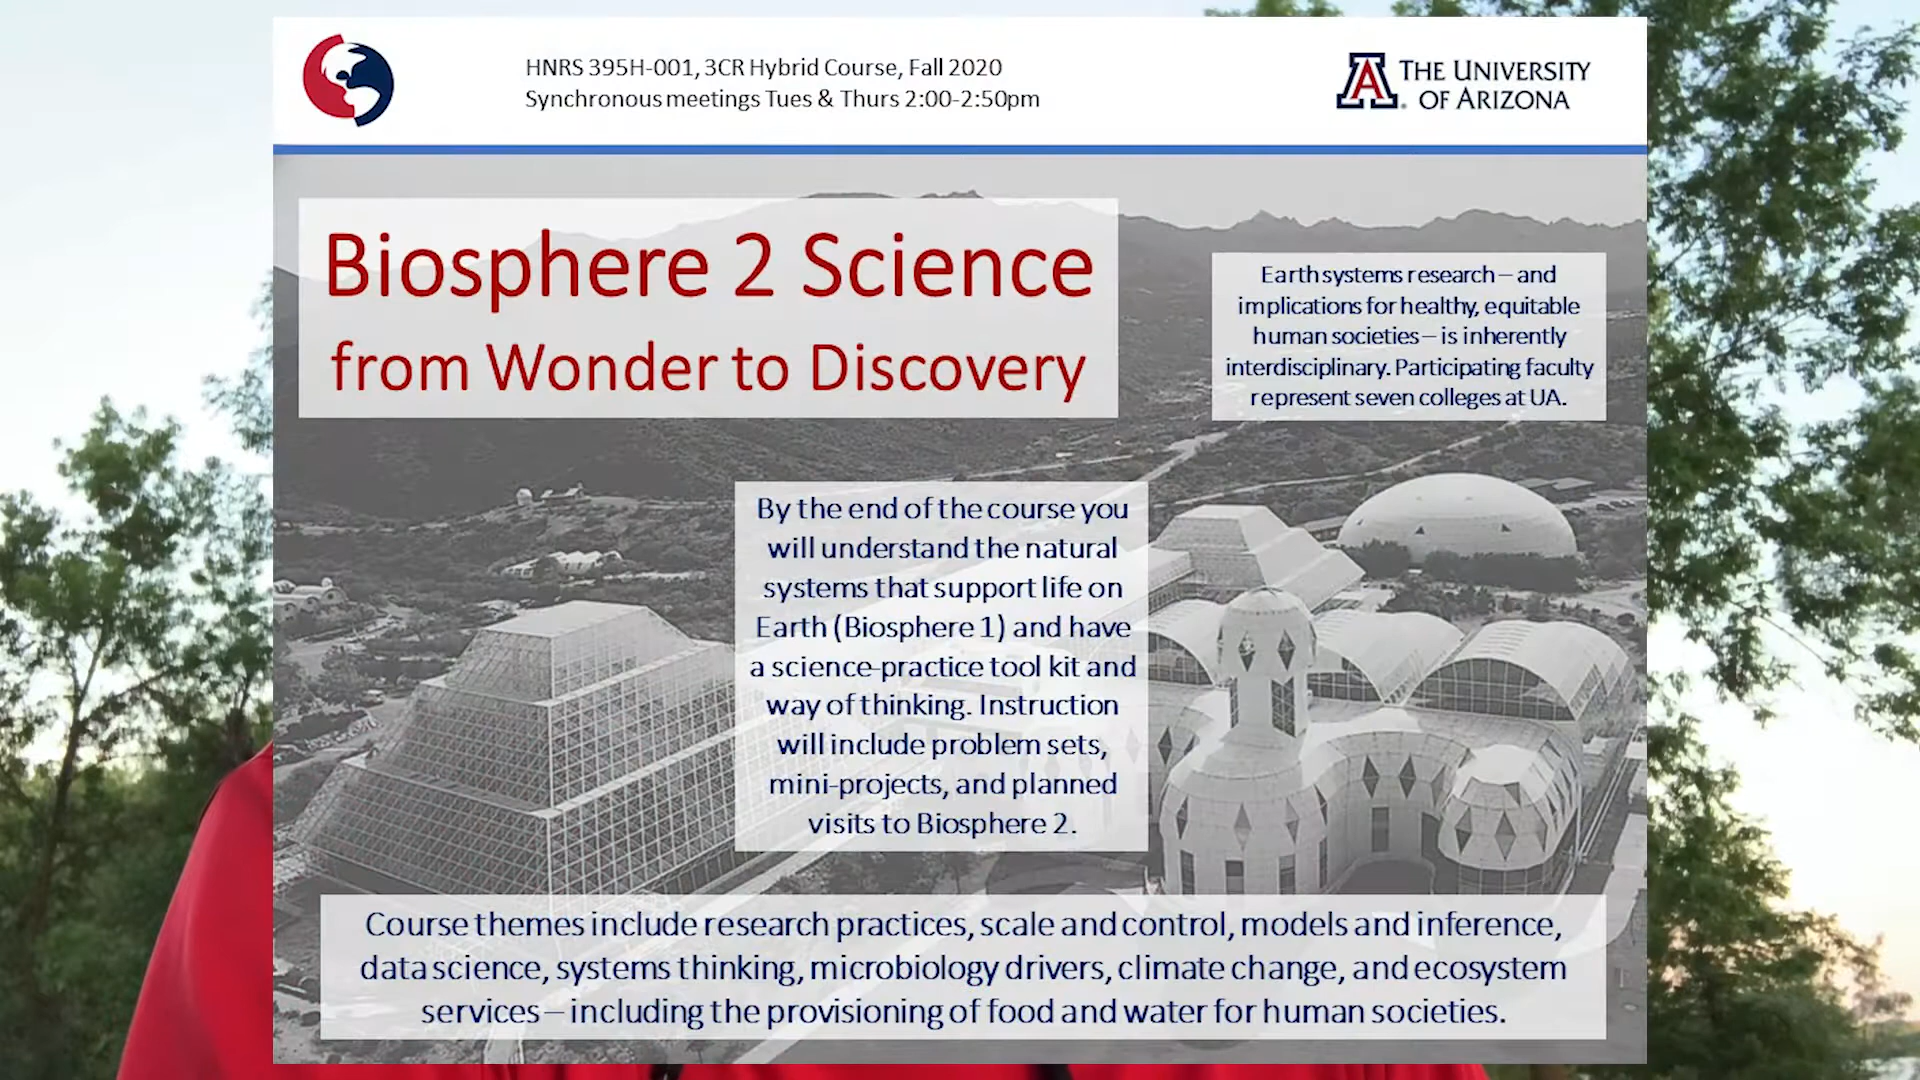 HNRS 395H-001, 3CR Hybrid Course, Fall 2020
Synchronous meetings Tues & Thurs 2:00-2:50pm
A
THE UNIVERSITY
OF ARIZONA
Biosphere 2 Science
from Wonder to Discovery
Earth systems research – and
implications for healthy, equitable
human societies – is inherently
interdisciplinary. Participating faculty
represent seven colleges at UA.
By the end of the course you
will understand the natural
systems that support life on
Earth (Biosphere 1) and have
a science-practice tool kit and
way of thinking. Instruction
will include problem sets,
mini-projects, and planned
visits to Biosphere 2.
Course themes include research practices, scale and control, models and inference,
data science, systems thinking, microbiology drivers, climate change, and ecosystem
services – including the provisioning of food and water for human societies.